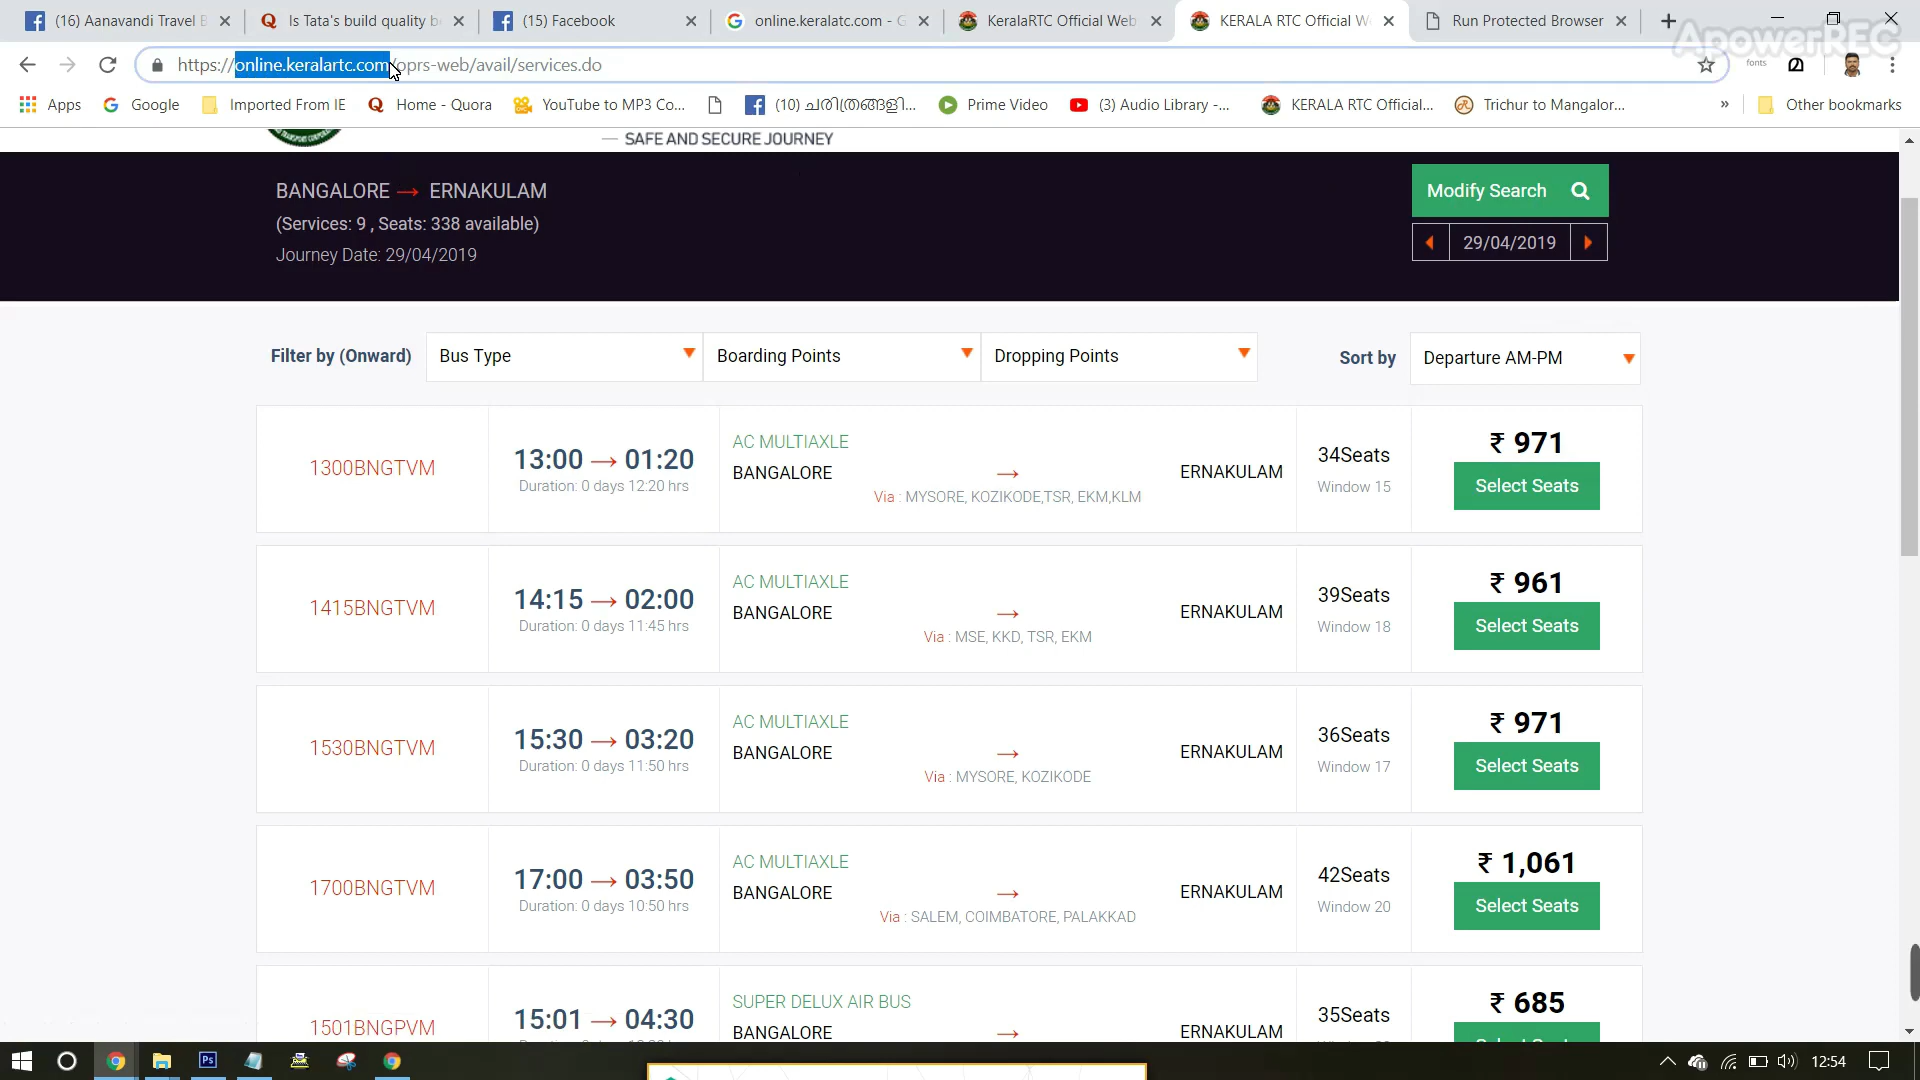 (16) Aanavandi Travel B
Is Tata's build quality b
(15) Facebook
online.keralatc.com - G
KeralaRTC Official Web
KERALA RTC Official W
Run Protected Browser
ApowerREC
https://online.keralartc.com/oprs-web/avail/services.do
fonts
Apps
Google
Imported From IE
Home - Quora
YouTube to MP3 Co...
(10) ചരിത്രങ്ങളി...
Prime Video
(3) Audio Library -...
KERALA RTC Official...
Trichur to Mangalor...
»
Other bookmarks
SAFE AND SECURE JOURNEY
BANGALORE → ERNAKULAM
(Services: 9 , Seats: 338 available)
Journey Date: 29/04/2019
Modify Search
29/04/2019
Filter by (Onward)
Bus Type
Boarding Points
Dropping Points
Sort by
Departure AM-PM
1300BNGTVM
13:00 → 01:20
Duration: 0 days 12:20 hrs
AC MULTIAXLE
BANGALORE → ERNAKULAM
Via : MYSORE, KOZIKODE,TSR, EKM,KLM
34Seats
Window 15
₹ 971
Select Seats
1415BNGTVM
14:15 → 02:00
Duration: 0 days 11:45 hrs
AC MULTIAXLE
BANGALORE → ERNAKULAM
Via : MSE, KKD, TSR, EKM
39Seats
Window 18
₹ 961
Select Seats
1530BNGTVM
15:30 → 03:20
Duration: 0 days 11:50 hrs
AC MULTIAXLE
BANGALORE → ERNAKULAM
Via : MYSORE, KOZIKODE
36Seats
Window 17
₹ 971
Select Seats
1700BNGTVM
17:00 → 03:50
Duration: 0 days 10:50 hrs
AC MULTIAXLE
BANGALORE → ERNAKULAM
Via : SALEM, COIMBATORE, PALAKKAD
42Seats
Window 20
₹ 1,061
Select Seats
1501BNGPVM
15:01 → 04:30
SUPER DELUX AIR BUS
BANGALORE → ERNAKULAM
35Seats
₹ 685
12:54